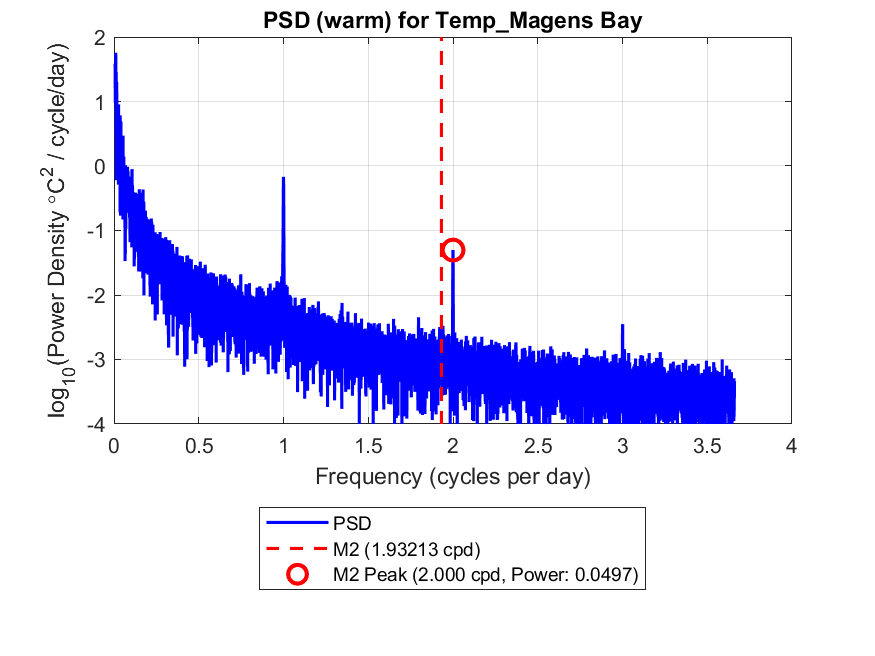 PSD (warm) for Temp_Magens Bay
log10(Power Density °C2 / cycle/day)
2
1
0
-1
-2
-3
-4
0 0.5 1 1.5 2 2.5 3 3.5 4
Frequency (cycles per day)
PSD
M2 (1.93213 cpd)
M2 Peak (2.000 cpd, Power: 0.0497)